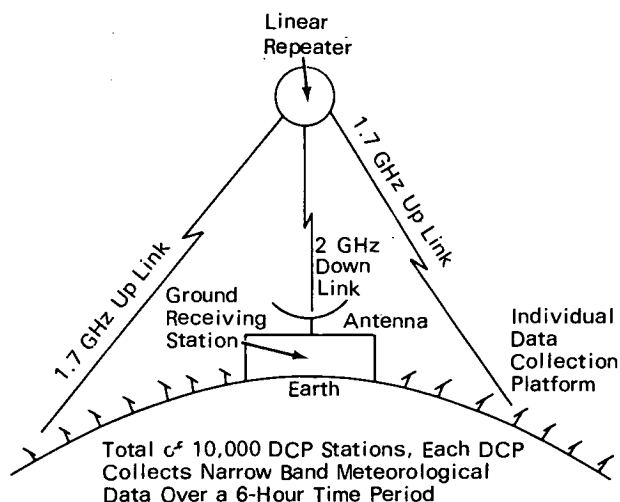 Linear
Repeater
1.7 GHz Up Link
1.7 GHz Up Link
2 GHz
Down
Link
Ground
Receiving
Station
Antenna
Individual
Data
Collection
Platform
Earth
Total of 10,000 DCP Stations, Each DCP
Collects Narrow Band Meteorological
Data Over a 6-Hour Time Period